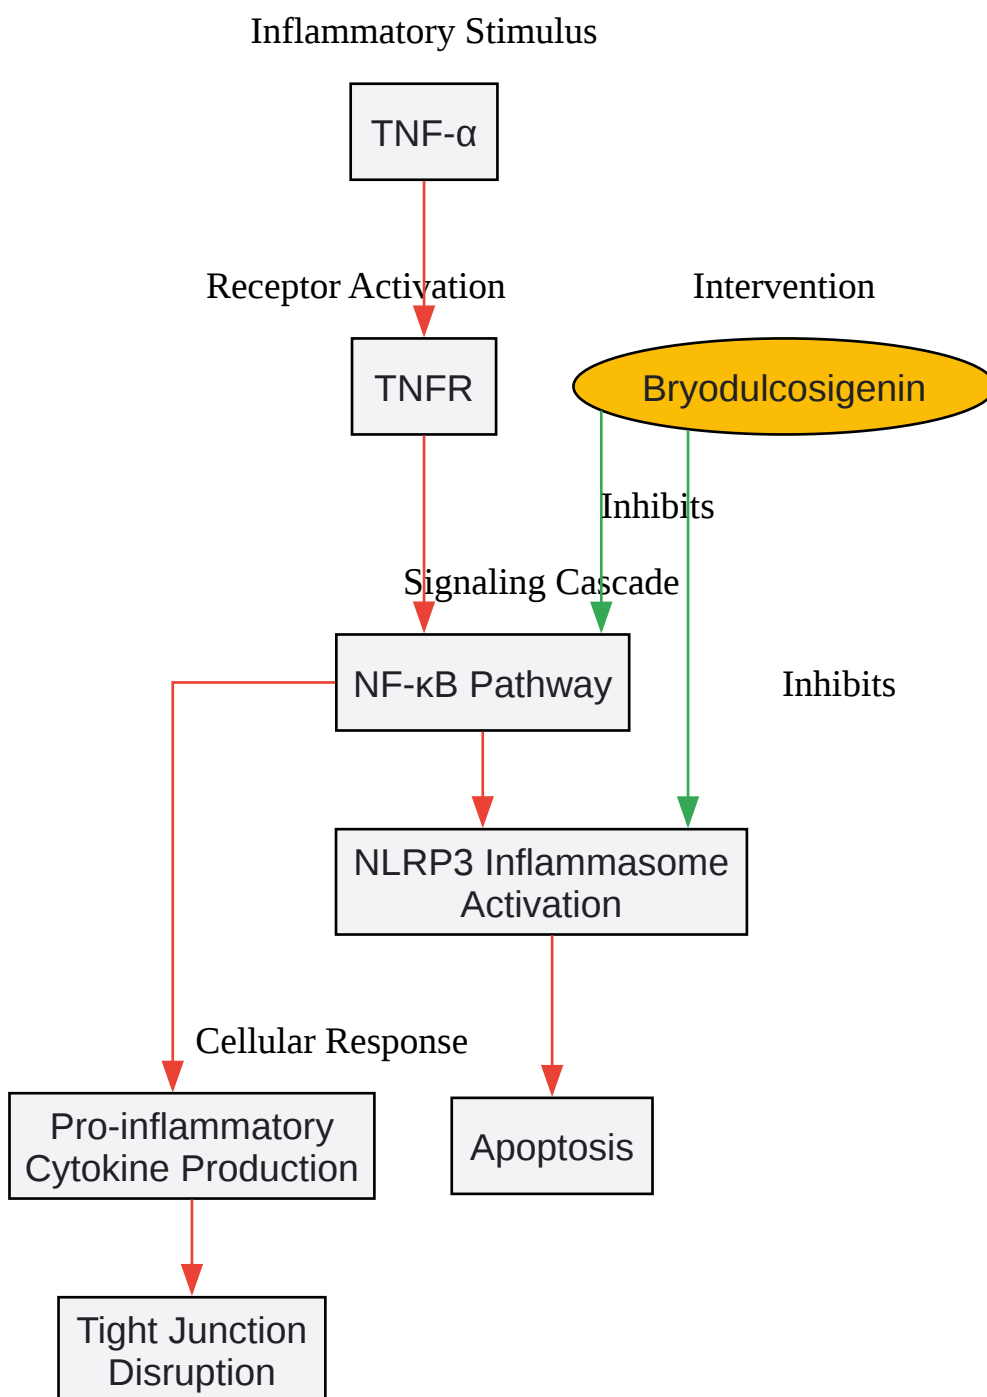 Inflammatory Stimulus
TNF-α
Receptor Activation
Intervention
TNFR
Bryodulcosigenin
Inhibits
Signaling Cascade
NF-κB Pathway
Inhibits
NLRP3 Inflammasome
Activation
Cellular Response
Pro-inflammatory
Cytokine Production
Apoptosis
Tight Junction
Disruption